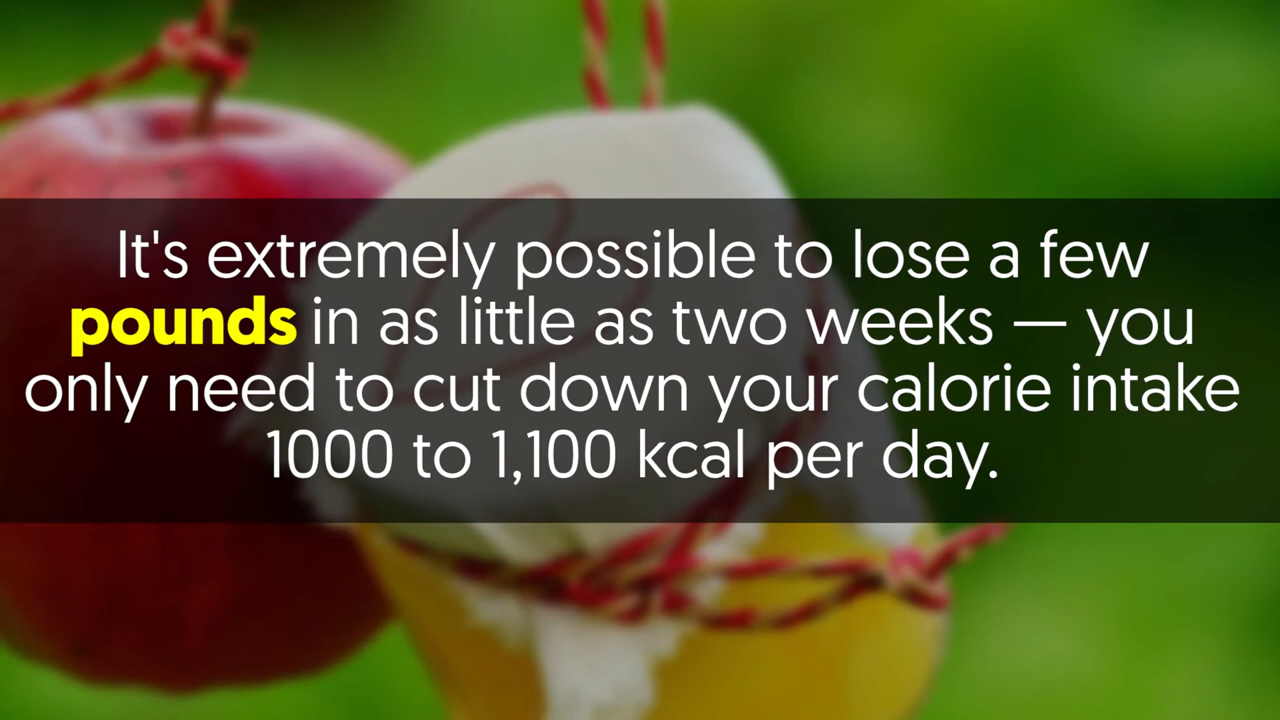 It's extremely possible to lose a few
pounds in as little as two weeks — you
only need to cut down your calorie intake
1000 to 1,100 kcal per day.